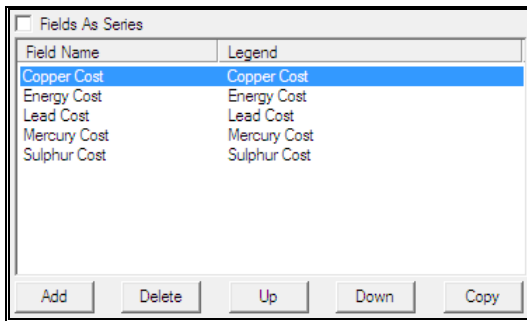 Fields As Series
Field Name Legend
Copper Cost Copper Cost
Energy Cost Energy Cost
Lead Cost Lead Cost
Mercury Cost Mercury Cost
Sulphur Cost Sulphur Cost
Add Delete Up Down Copy